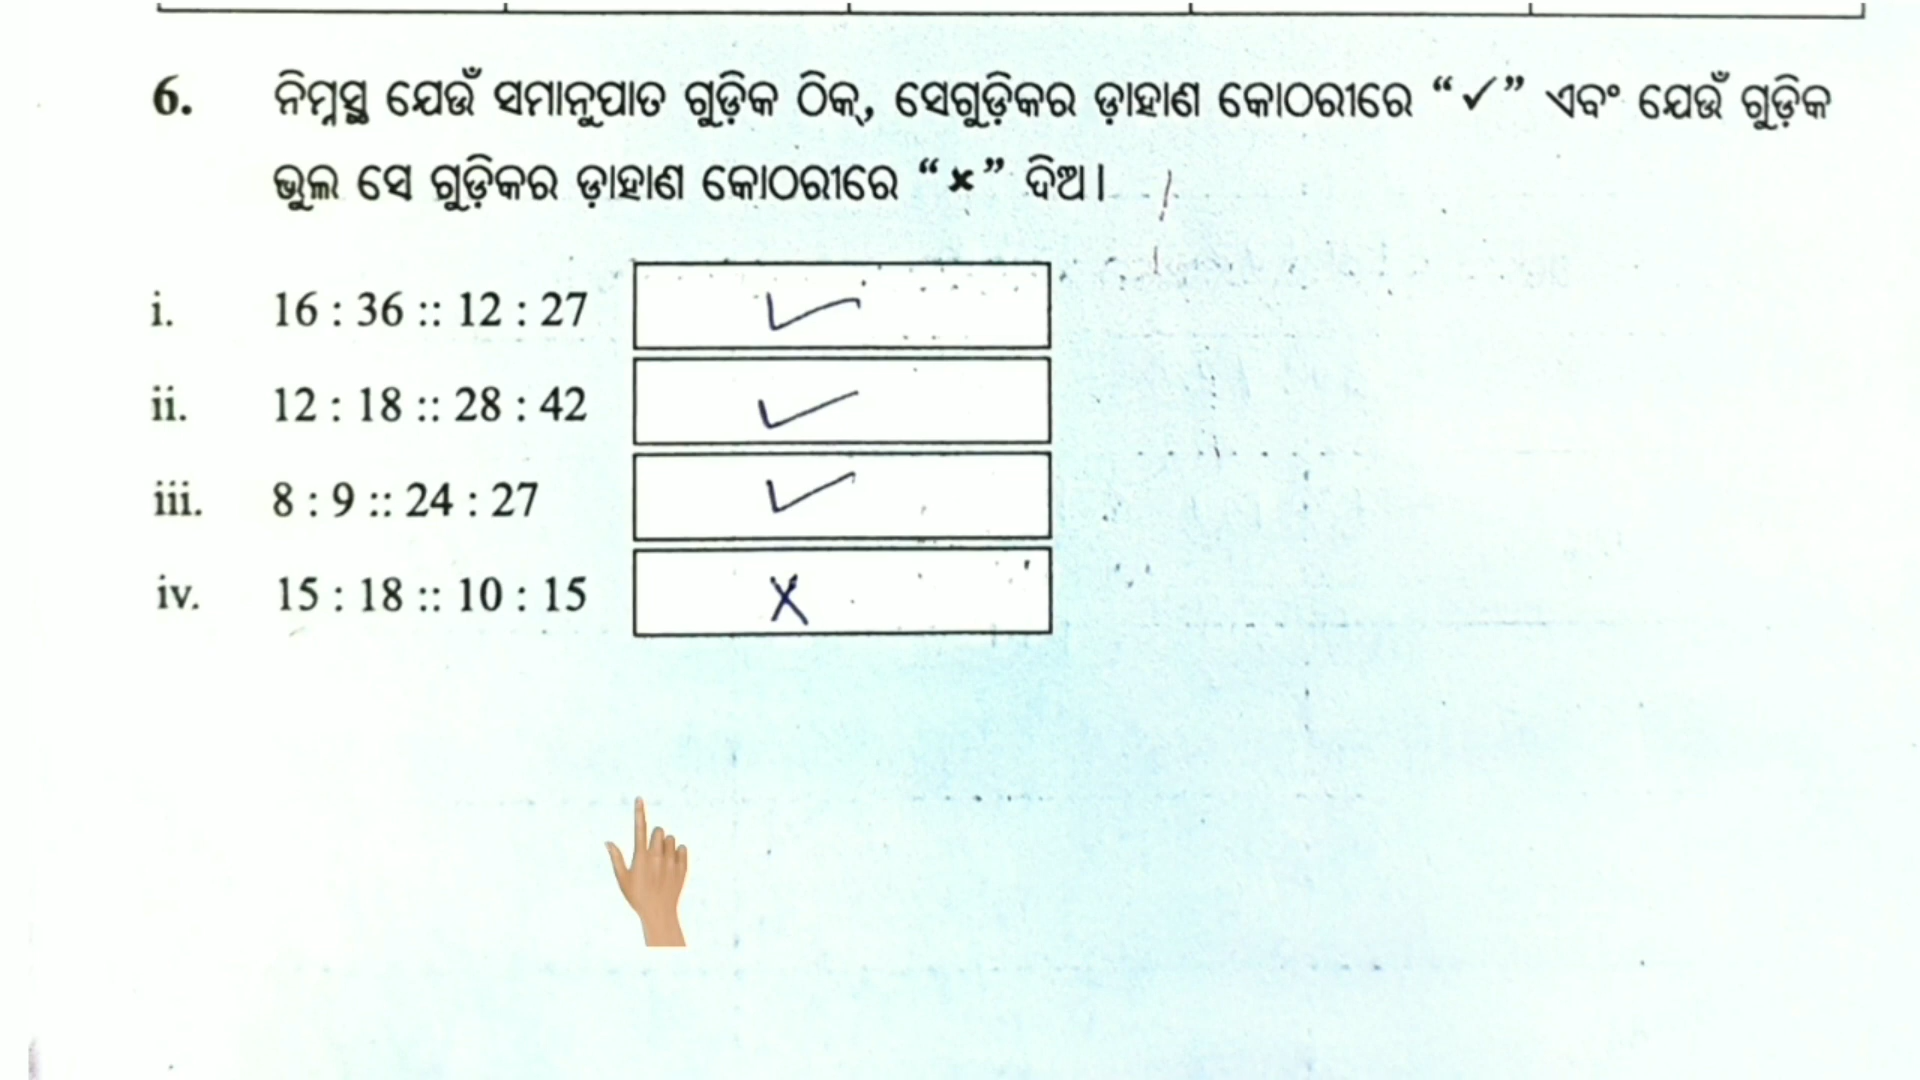 6. ନିମ୍ନସ୍ଥ ଯେଉଁ ସମାନୁପାତ ଗୁଡ଼ିକ ଠିକ୍, ସେଗୁଡ଼ିକର ଡ଼ାହାଣ କୋଠରୀରେ “✓” ଏବଂ ଯେଉଁ ଗୁଡ଼ିକ
ଭୁଲ ସେ ଗୁଡ଼ିକର ଡ଼ାହାଣ କୋଠରୀରେ “×” ଦିଅ।
i. 16 : 36 :: 12 : 27 ✓
ii. 12 : 18 :: 28 : 42 ✓
iii. 8 : 9 :: 24 : 27 ✓
iv. 15 : 18 :: 10 : 15 ×